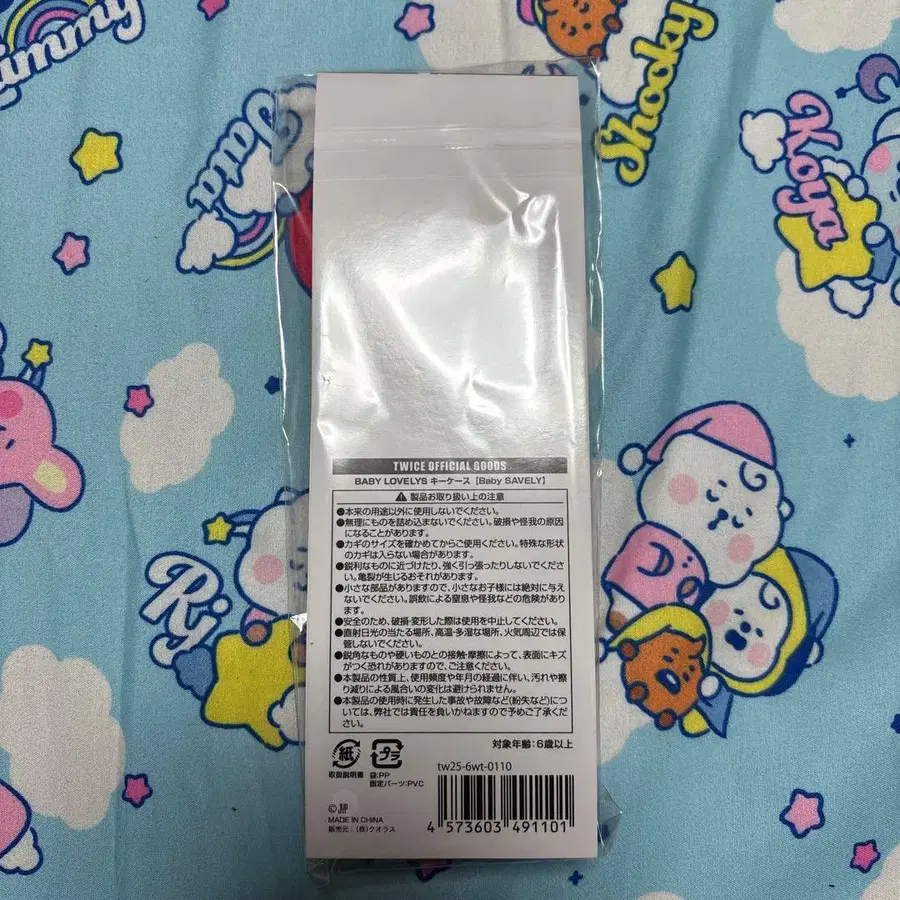 Jimmy
Tata
Shooky
Koya
Rj
TWICE OFFICIAL GOODS
BABY LOVELYS キーケース [Baby SAVELY]
製品お取り扱い上の注意
●本来の用途以外に使用しないでください。
●無理にものを詰め込まないでください。破損や怪我の原因
になることがあります。
●カギのサイズを確かめてからご使用ください。特殊な形状
のカギは入らない場合があります。
●鋭利なものに近づけたり、強く引っ張ったりしないでくださ
い。亀裂が生じるおそれがあります。
●小さな部品がありますので、小さなお子様には絶対に与え
ないでください。誤飲による窒息や怪我などの危険があり
ます。
●安全のため、破損・変形した際は使用を中止してください。
●直射日光の当たる場所、高温・多湿な場所、火気周辺では保
管しないでください。
●鋭角なものや硬いものとの接触・摩擦によって、表面にキズ
がつく恐れがありますので、ご注意ください。
●本製品の性質上、使用頻度や年月の経過に伴い、汚れや擦
り減りによる風合いの変化は避けられません。
●本製品の使用時に発生した事故や故障など(紛失など)につ
いては、弊社では責任を負いかねますので予めご了承くだ
さい。
対象年齢:6歳以上
紙
取扱説明書
プラ
袋:PP
固定パーツ:PVC
tw25-6wt-0110
MADE IN CHINA
販売元:(株)クオラス
4 573603 491101